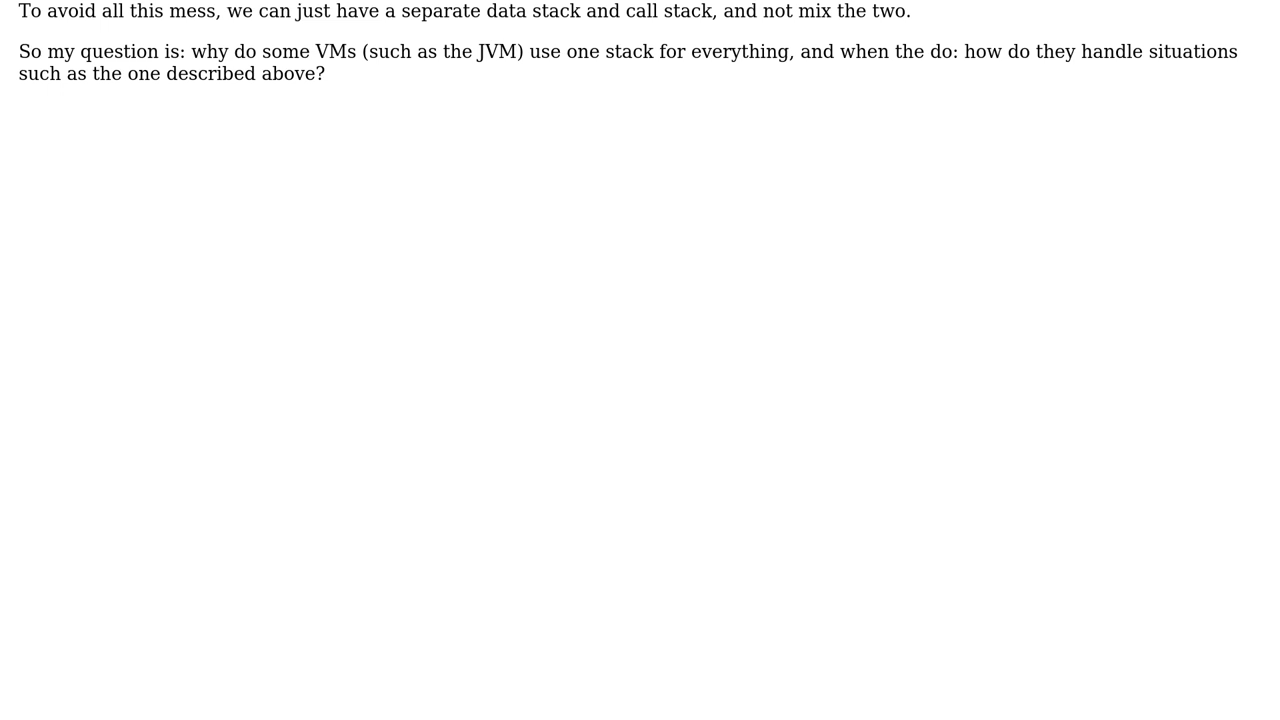 To avoid all this mess, we can just have a separate data stack and call stack, and not mix the two.
So my question is: why do some VMs (such as the JVM) use one stack for everything, and when the do: how do they handle situations
such as the one described above?